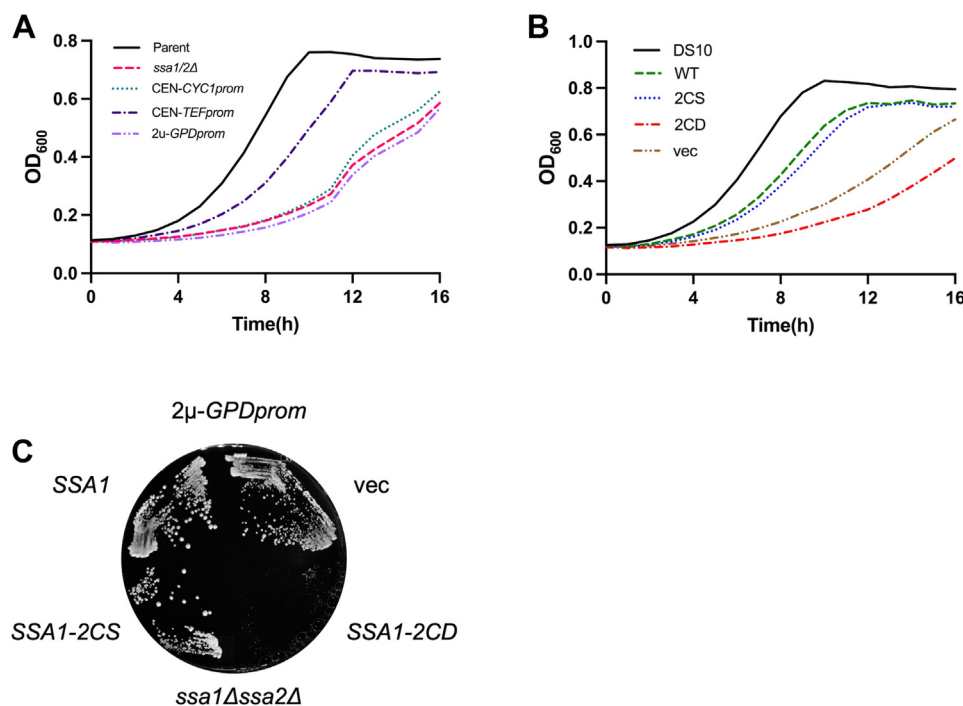 A
0.8
0.6
0.4
0.2
0.0
OD600
0
4
8
12
16
Time(h)
Parent
ssa1/2Δ
CEN-CYC1prom
CEN-TEFprom
2u-GPDprom
B
1.0
0.8
0.6
0.4
0.2
0.0
OD600
0
4
8
12
16
Time(h)
DS10
WT
2CS
2CD
vec
C
2μ-GPDprom
SSA1
vec
SSA1-2CS
SSA1-2CD
ssa1Δssa2Δ